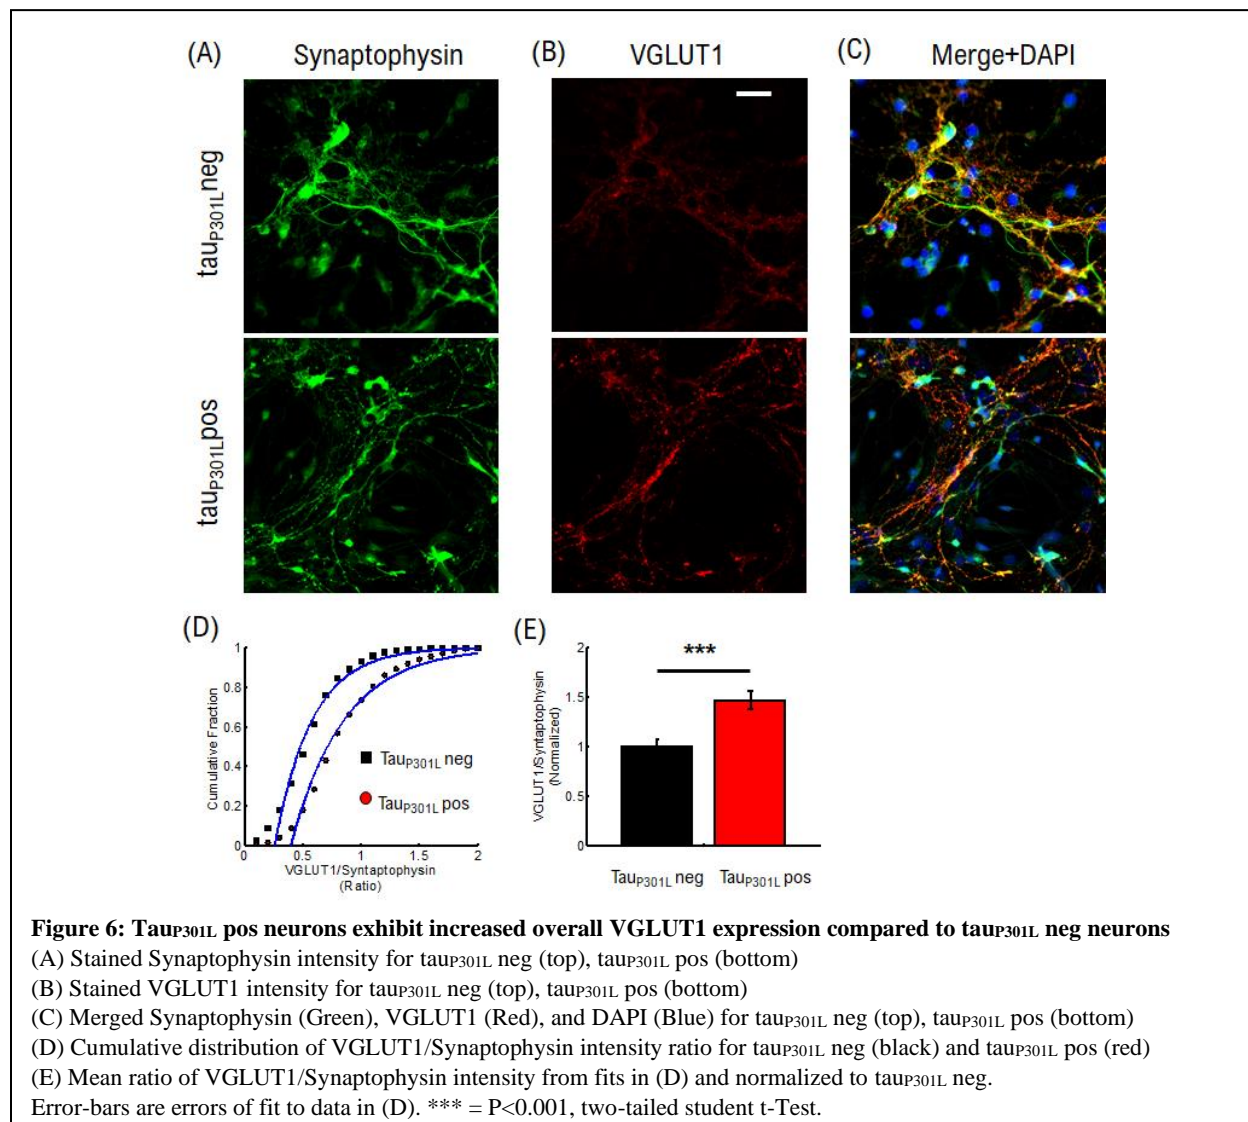 (A) Synaptophysin (B) VGLUT1 (C) Merge+DAPI
tauP301Lneg
tauP301Lpos
(D)
Cumulative Fraction
1
0.8
0.6
0.4
0.2
0
0 0.5 1 1.5 2
VGLUT1/Syntaptophysin
(Ratio)
TauP301L neg
TauP301L pos
(E)
VGLUT1/Syntaptophysin
(Normalized)
2
1.5
1
0.5
0
***
TauP301L neg TauP301L pos
Figure 6: TauP301L pos neurons exhibit increased overall VGLUT1 expression compared to tauP301L neg neurons
(A) Stained Synaptophysin intensity for tauP301L neg (top), tauP301L pos (bottom)
(B) Stained VGLUT1 intensity for tauP301L neg (top), tauP301L pos (bottom)
(C) Merged Synaptophysin (Green), VGLUT1 (Red), and DAPI (Blue) for tauP301L neg (top), tauP301L pos (bottom)
(D) Cumulative distribution of VGLUT1/Synaptophysin intensity ratio for tauP301L neg (black) and tauP301L pos (red)
(E) Mean ratio of VGLUT1/Synaptophysin intensity from fits in (D) and normalized to tauP301L neg.
Error-bars are errors of fit to data in (D). *** = P<0.001, two-tailed student t-Test.